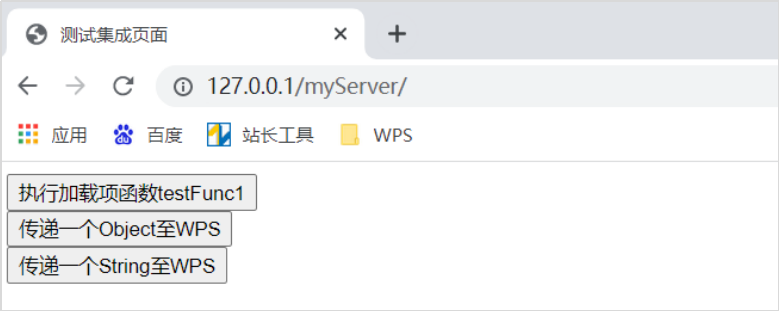 测试集成页面
127.0.0.1/myServer/
应用 百度 站长工具 WPS
执行加载项函数testFunc1
传递一个Object至WPS
传递一个String至WPS